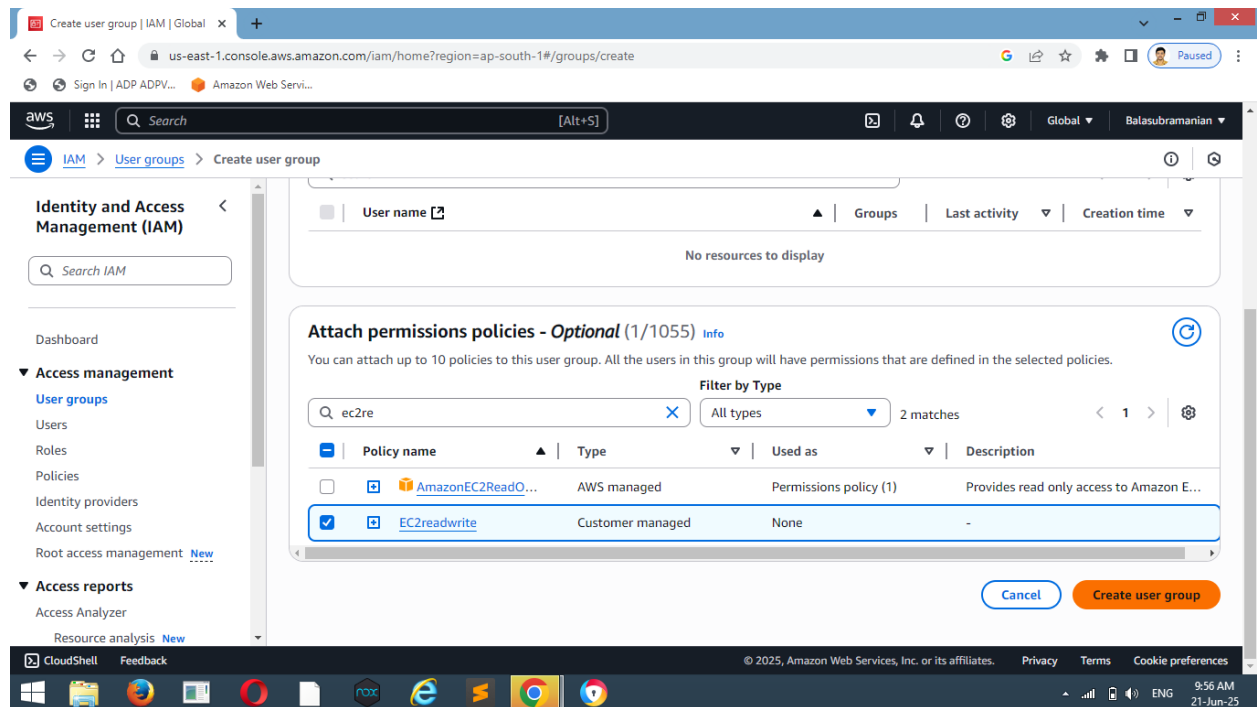 Create user group | IAM | Global
us-east-1.console.aws.amazon.com/iam/home?region=ap-south-1#/groups/create
Paused
Sign In | ADP ADPV...
Amazon Web Servi...
aws
Search
[Alt+S]
Global
Balasubramanian
IAM > User groups > Create user group
Identity and Access Management (IAM)
Search IAM
Dashboard
Access management
User groups
Users
Roles
Policies
Identity providers
Account settings
Root access management New
Access reports
Access Analyzer
Resource analysis New
User name
Groups
Last activity
Creation time
No resources to display
Attach permissions policies - Optional (1/1055) Info
You can attach up to 10 policies to this user group. All the users in this group will have permissions that are defined in the selected policies.
Filter by Type
ec2re
All types
2 matches
1
Policy name
Type
Used as
Description
AmazonEC2ReadO...
AWS managed
Permissions policy (1)
Provides read only access to Amazon E...
EC2readwrite
Customer managed
None
-
Cancel
Create user group
CloudShell
Feedback
© 2025, Amazon Web Services, Inc. or its affiliates.
Privacy
Terms
Cookie preferences
nox
ENG
9:56 AM
21-Jun-25